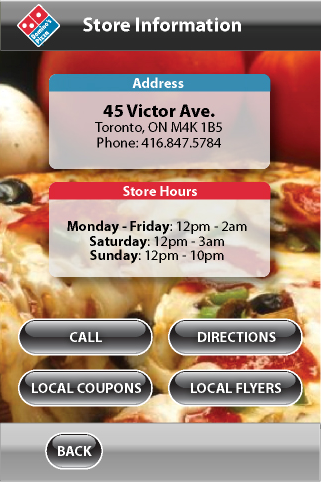 Domino's
Pizza
Store Information
Address
45 Victor Ave.
Toronto, ON M4K 1B5
Phone: 416.847.5784
Store Hours
Monday - Friday: 12pm - 2am
Saturday: 12pm - 3am
Sunday: 12pm - 10pm
CALL
DIRECTIONS
LOCAL COUPONS
LOCAL FLYERS
BACK